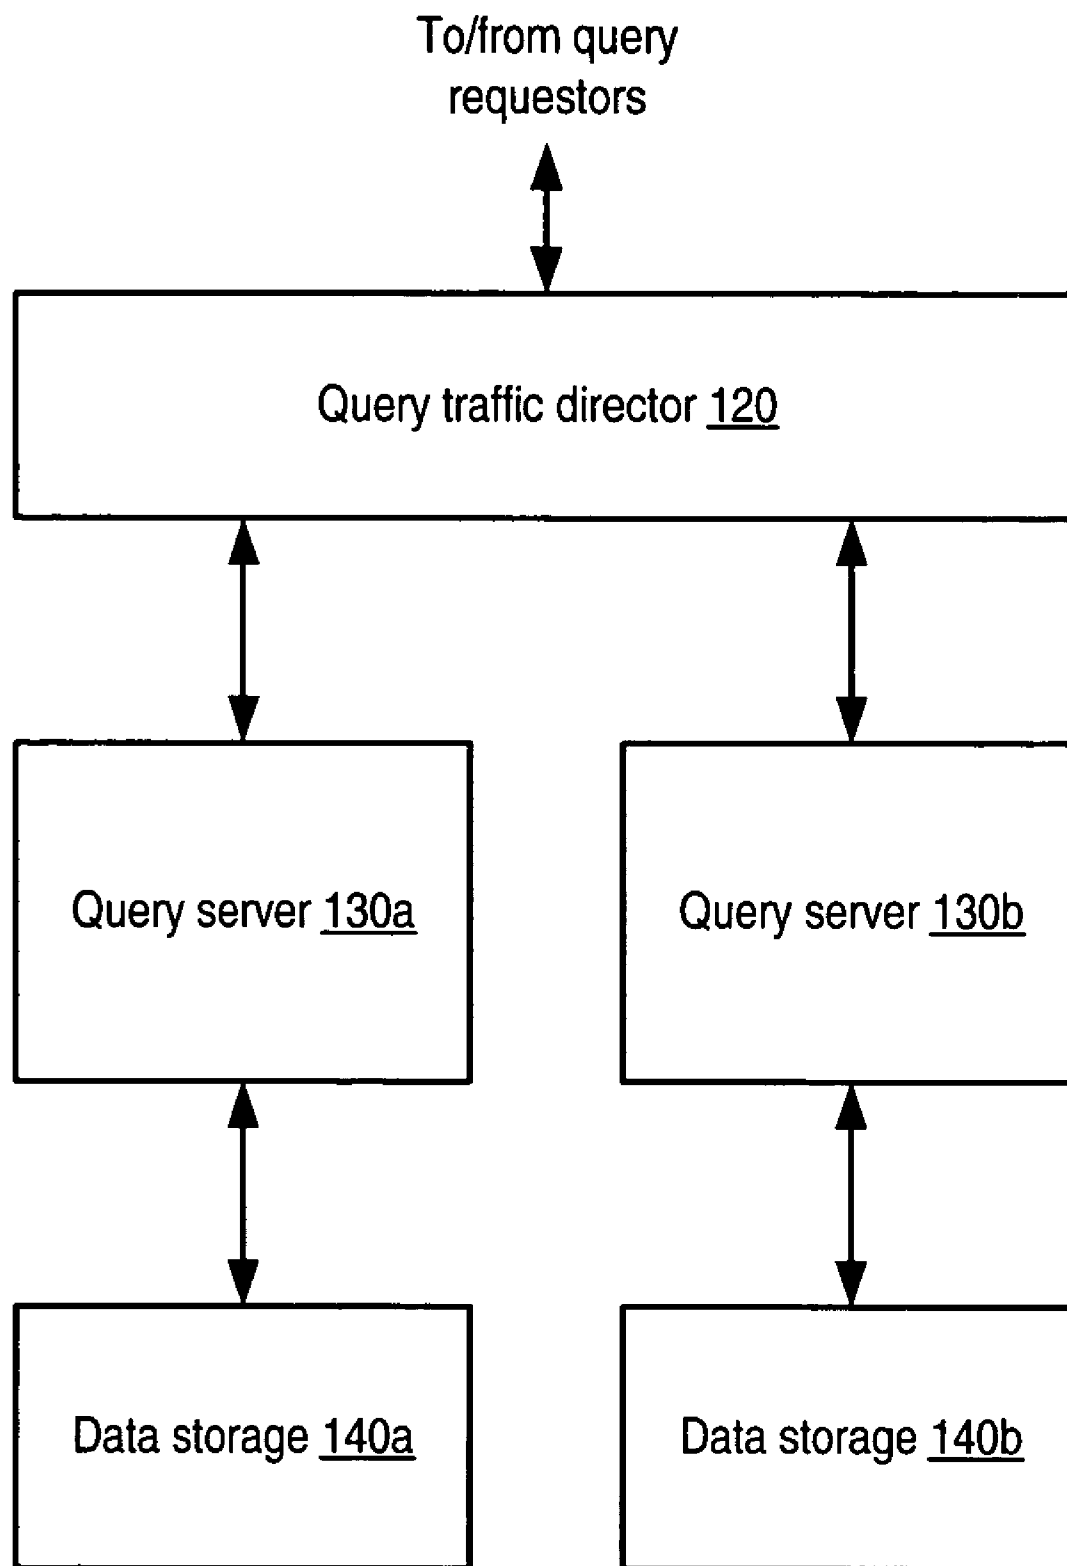 To/from query
requestors
Query traffic director 120
Query server 130a
Query server 130b
Data storage 140a
Data storage 140b